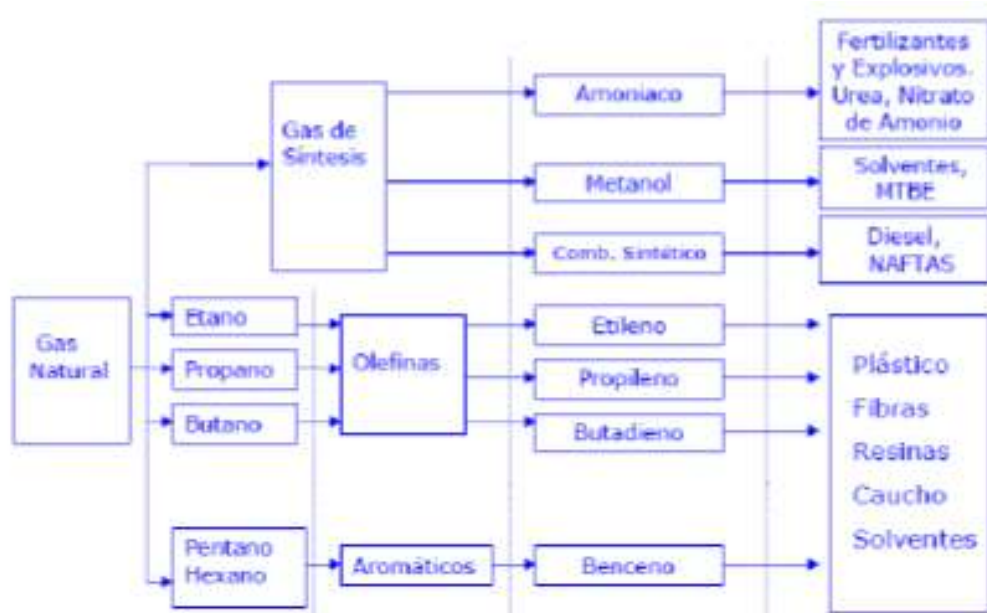 Fertilizantes
y Explosivos.
Urea, Nitrato
de Amonio
Amoniaco
Gas de
Síntesis
Metanol
Solventes,
MTBE
Comb. Sintético
Diesel,
NAFTAS
Gas
Natural
Etano
Propano
Butano
Olefinas
Etileno
Propileno
Butadieno
Plástico
Fibras
Resinas
Caucho
Solventes
Pentano
Hexano
Aromáticos
Benceno